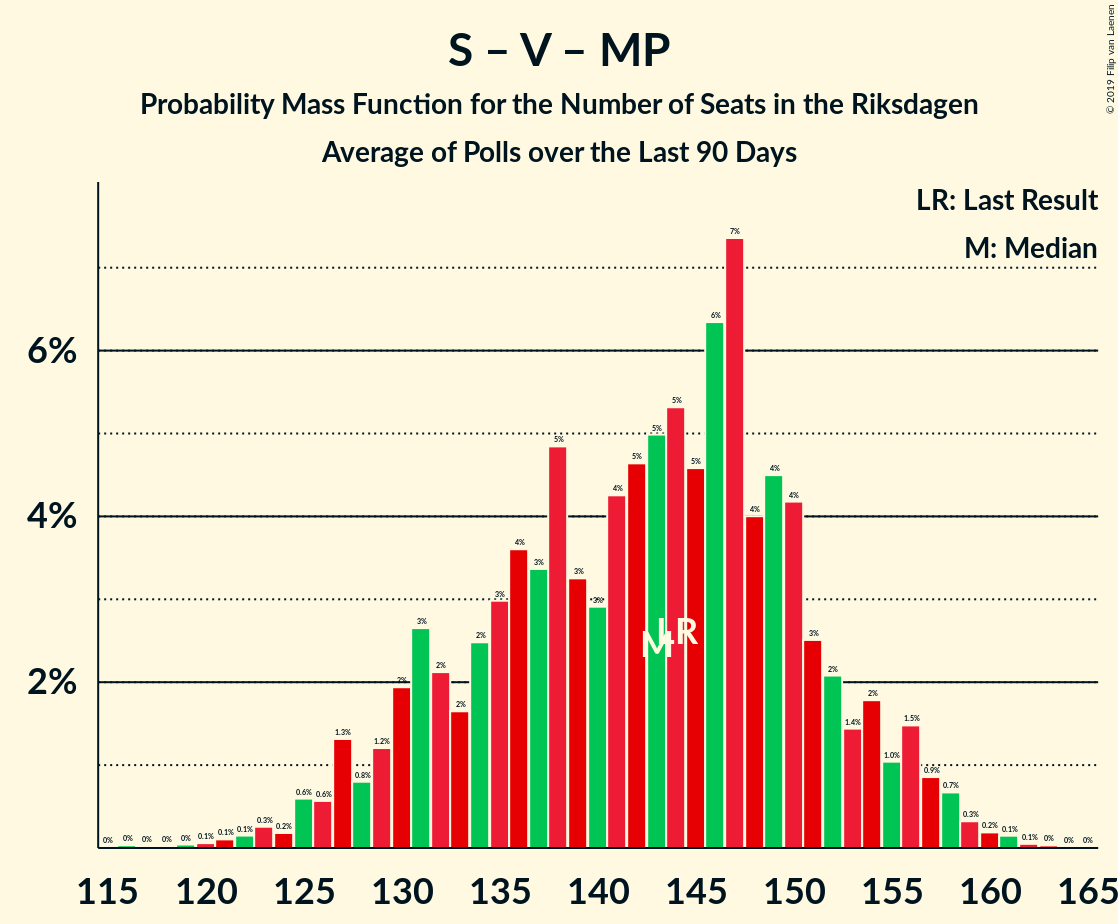 S – V – MP
Probability Mass Function for the Number of Seats in the Riksdagen
Average of Polls over the Last 90 Days
© 2019 Filip van Laenen
LR: Last Result
M: Median
6%
4%
2%
0% 0% 0% 0% 0% 0.1% 0.1% 0.1% 0.3% 0.2% 0.6% 0.6% 1.3% 0.8% 1.2% 2% 3% 2% 2% 2% 3% 4% 3% 5% 3% 3% 4% 5% 5% 5% 5% 6% 7% 4% 4% 4% 3% 2% 1.4% 2% 1.0% 1.5% 0.9% 0.7% 0.3% 0.2% 0.1% 0.1% 0% 0% 0%
M LR
115 120 125 130 135 140 145 150 155 160 165